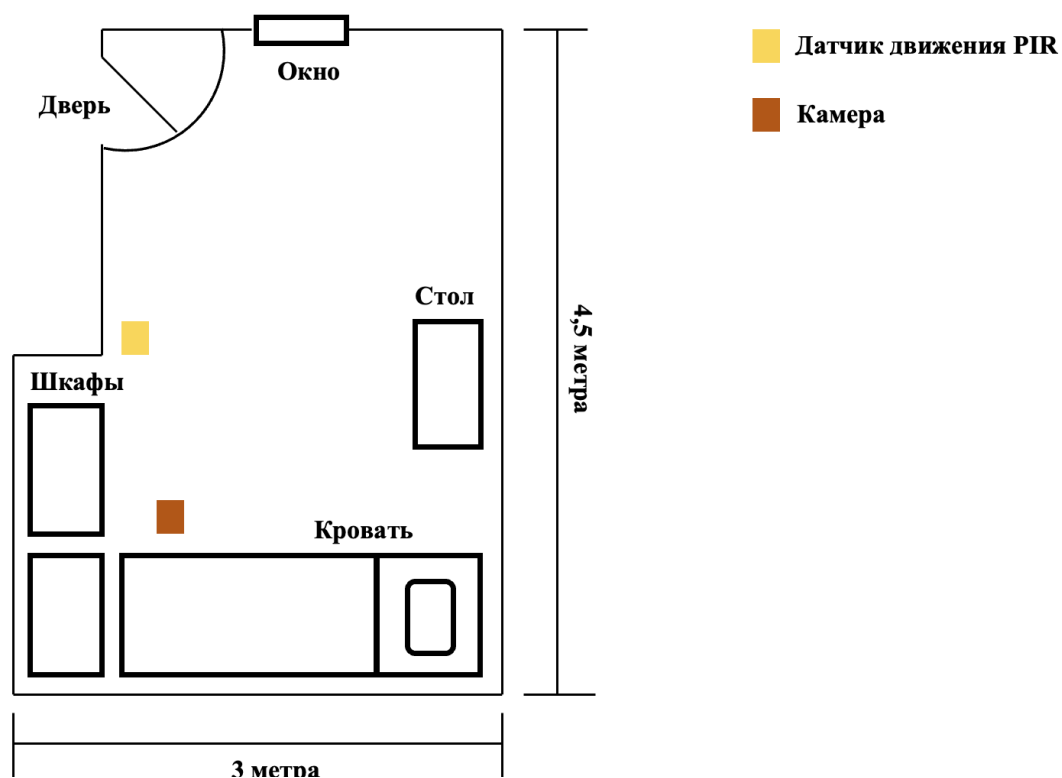 Датчик движения PIR
Окно
Дверь
Камера
Стол
4,5 метра
Шкафы
Кровать
3 метра